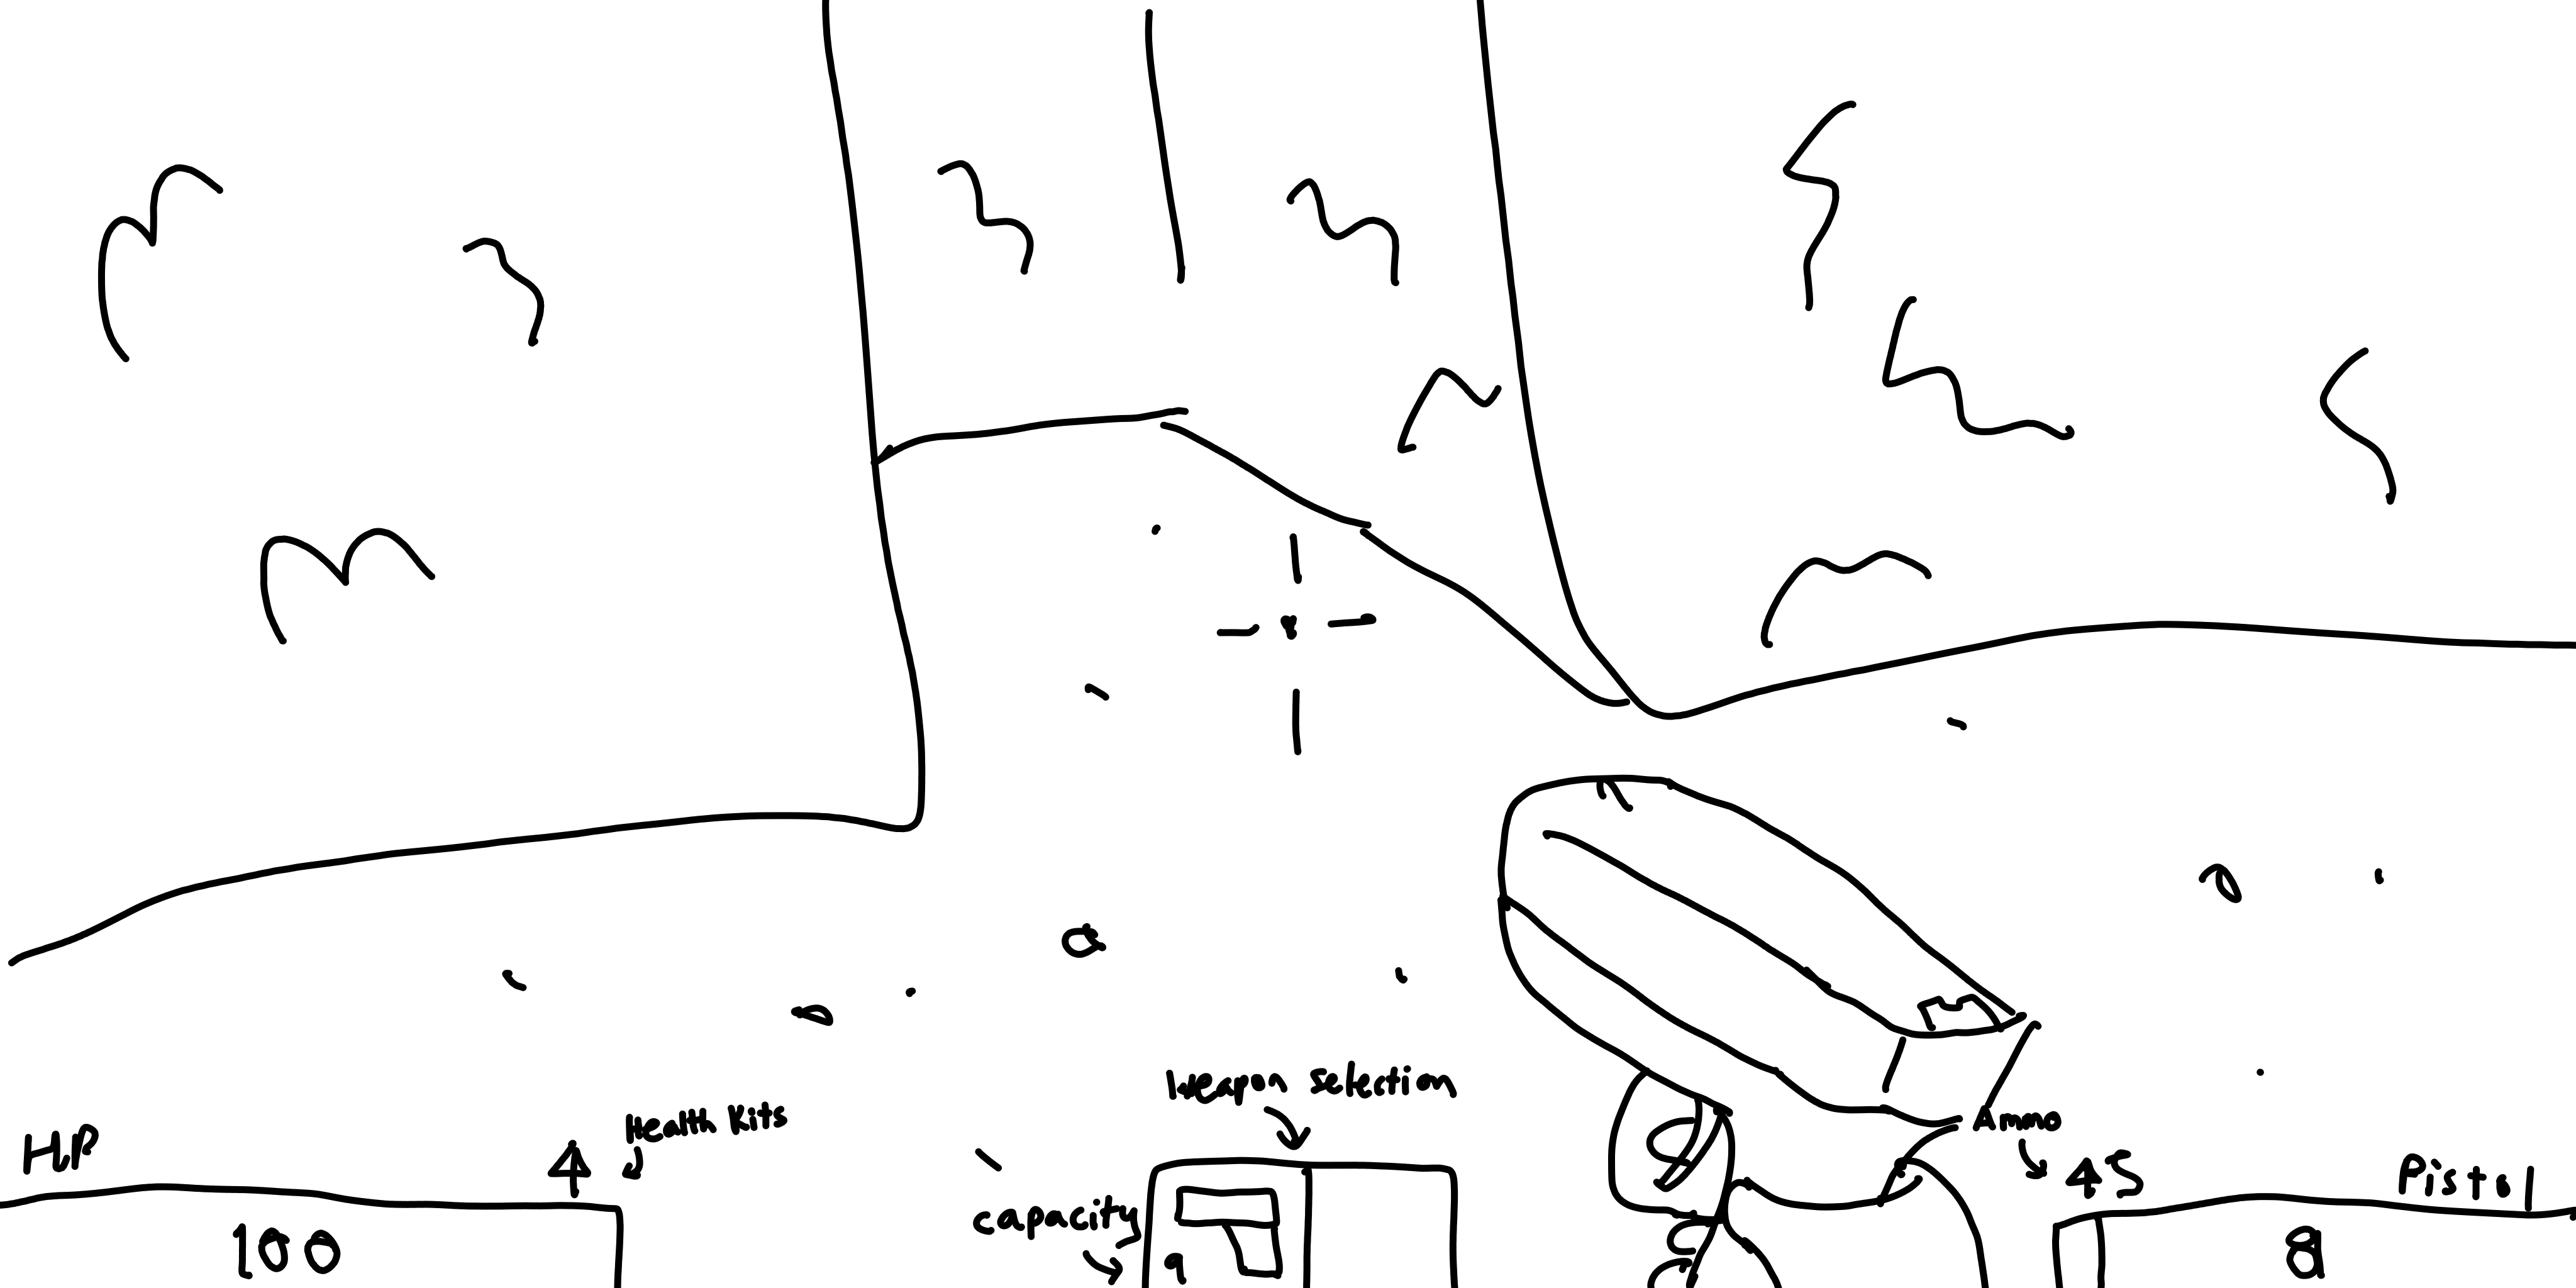 Weapon selection
Health Kits
HP
4
Ammo
45
Pistol
capacity
100
9
8